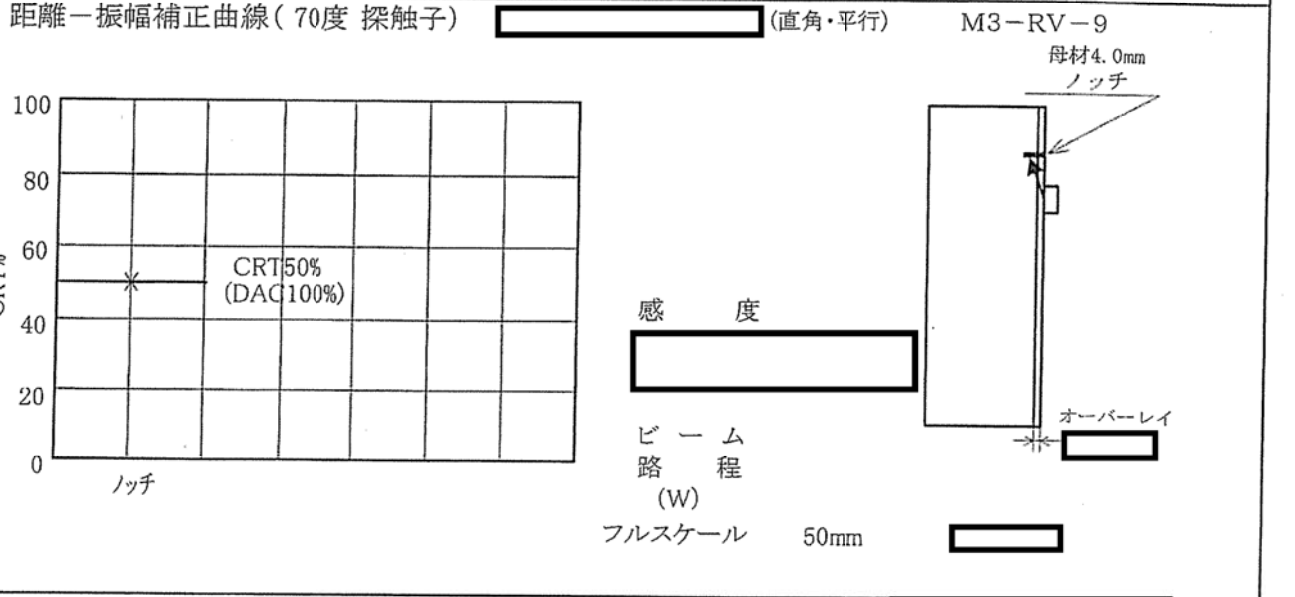 距離－振幅補正曲線( 70度 探触子) (直角・平行) M3－RV－9
母材4.0mm
ノッチ
100
80
60
40
20
0
CRT%
CRT50%
(DAC100%)
ノッチ
感 度
ビ ー ム
路 程
(W)
フルスケール 50mm
オーバーレイ